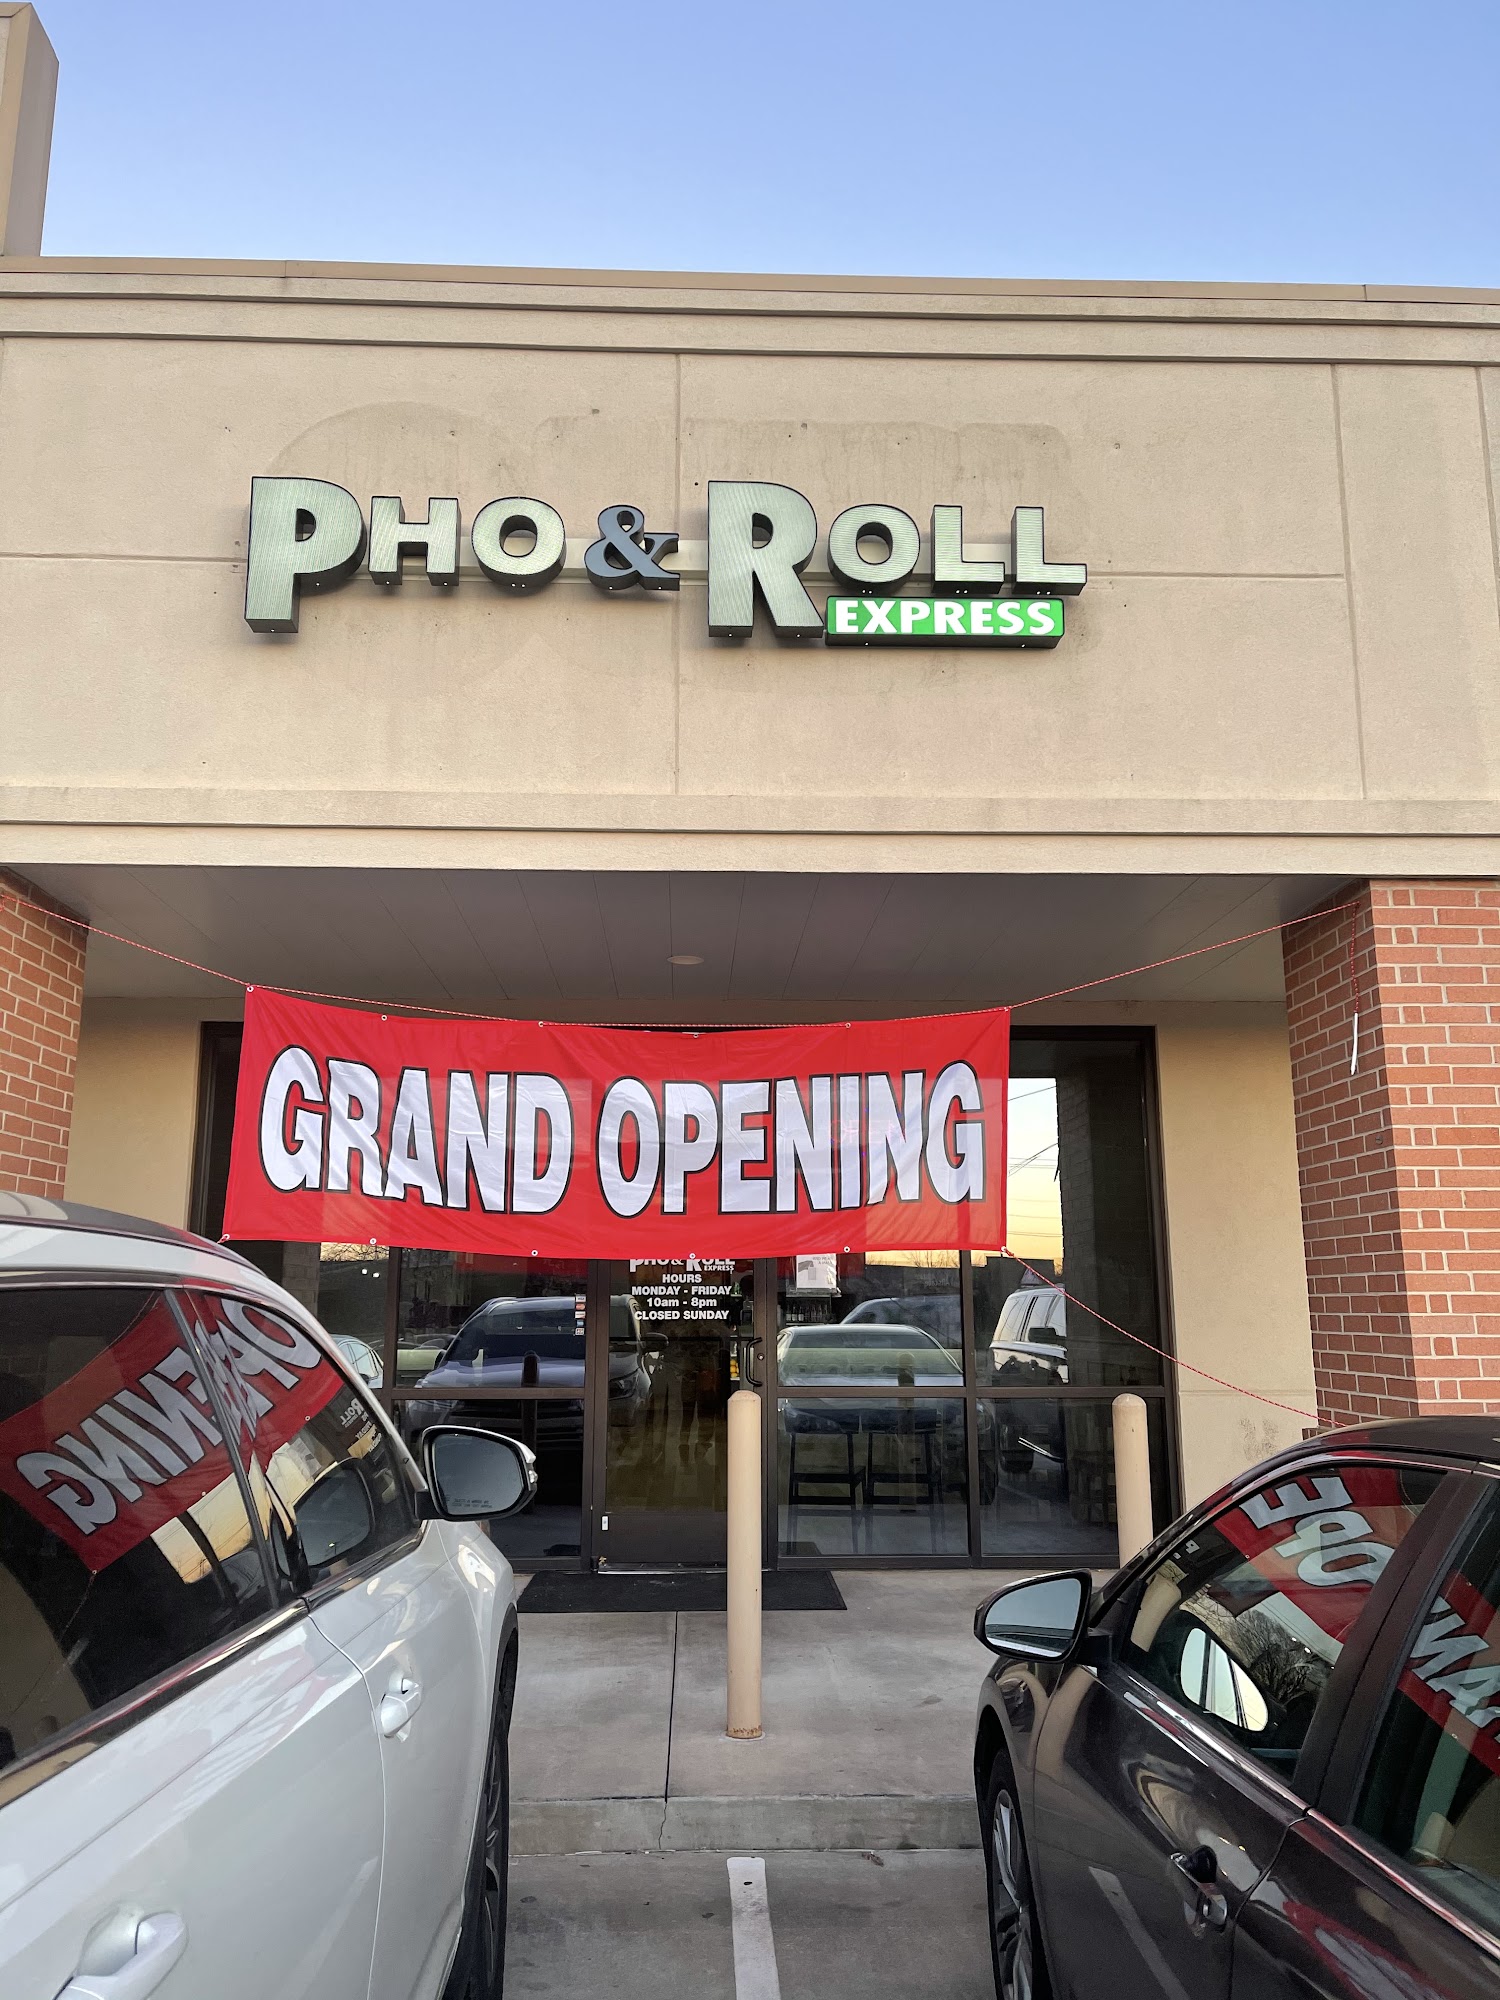 PHO & ROLL
EXPRESS
GRAND OPENING
PHO & ROLL
EXPRESS
HOURS
MONDAY - FRIDAY
10am - 8pm
CLOSED SUNDAY